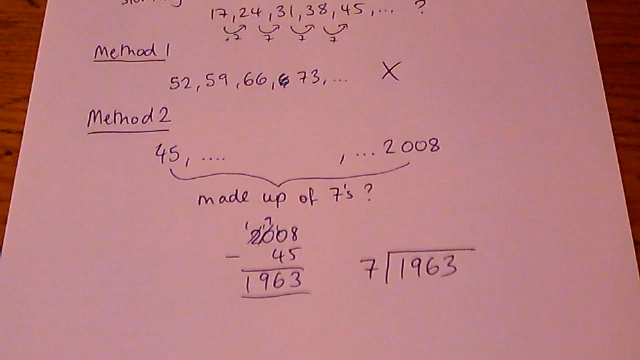 17, 24, 31, 38, 45, ... ?
+7 7 7 7
Method 1
52, 59, 66, 73, ... X
Method 2
45, .... , ... 2008
made up of 7's ?
2008
- 45
1963
7 1963